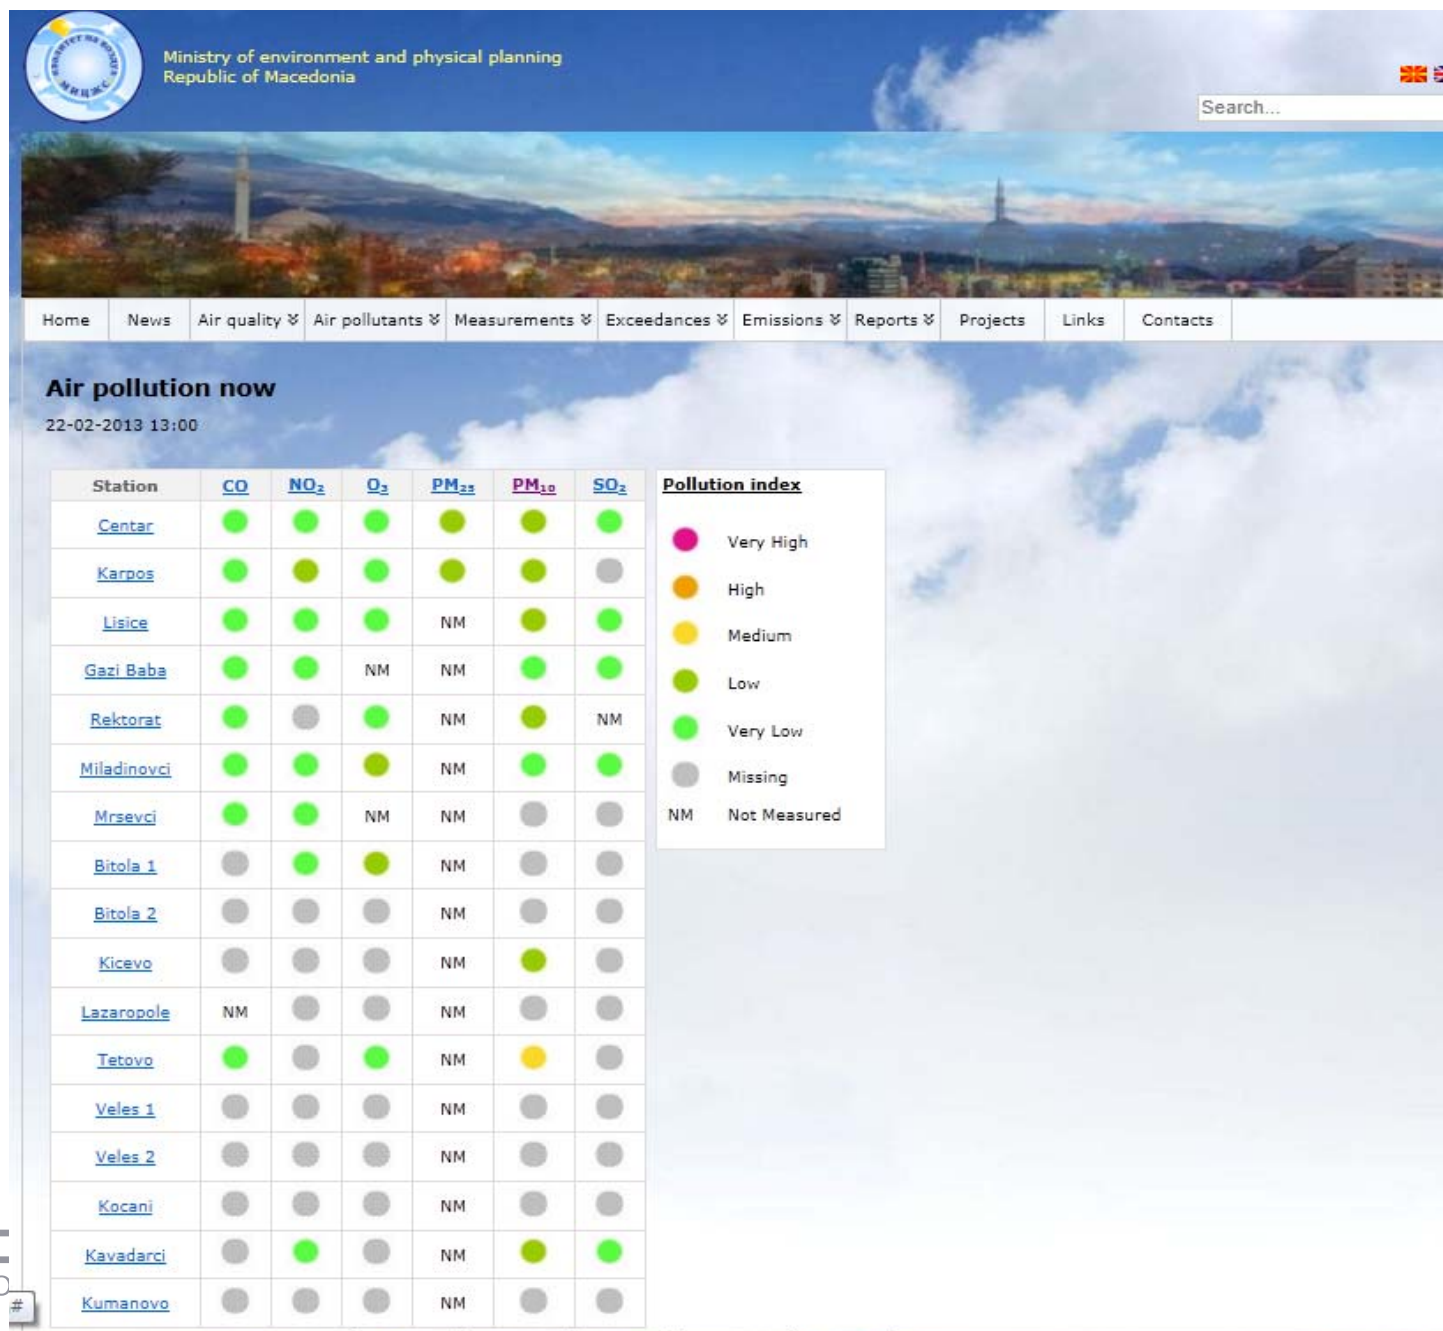 Ministry of environment and physical planning
Republic of Macedonia
МИЦЖС
Search...
Home News Air quality Air pollutants Measurements Exceedances Emissions Reports Projects Links Contacts
Air pollution now
22-02-2013 13:00
Station CO NO₂ O₃ PM₂₅ PM₁₀ SO₂
Centar
Karpos
Lisice NM
Gazi Baba NM NM
Rektorat NM NM
Miladinovci NM
Mrsevci NM NM
Bitola 1 NM
Bitola 2 NM
Kicevo NM
Lazaropole NM NM
Tetovo NM
Veles 1 NM
Veles 2 NM
Kocani NM
Kavadarci NM
Kumanovo NM
Pollution index
Very High
High
Medium
Low
Very Low
Missing
NM Not Measured
#